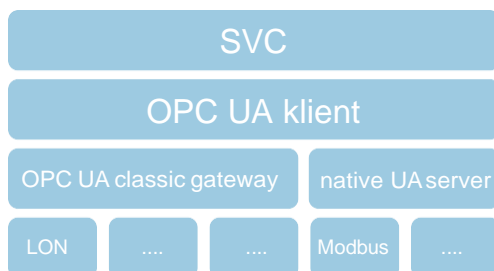 SVC
OPC UA klient
OPC UA classic gateway native UA server
LON .... .... Modbus ....